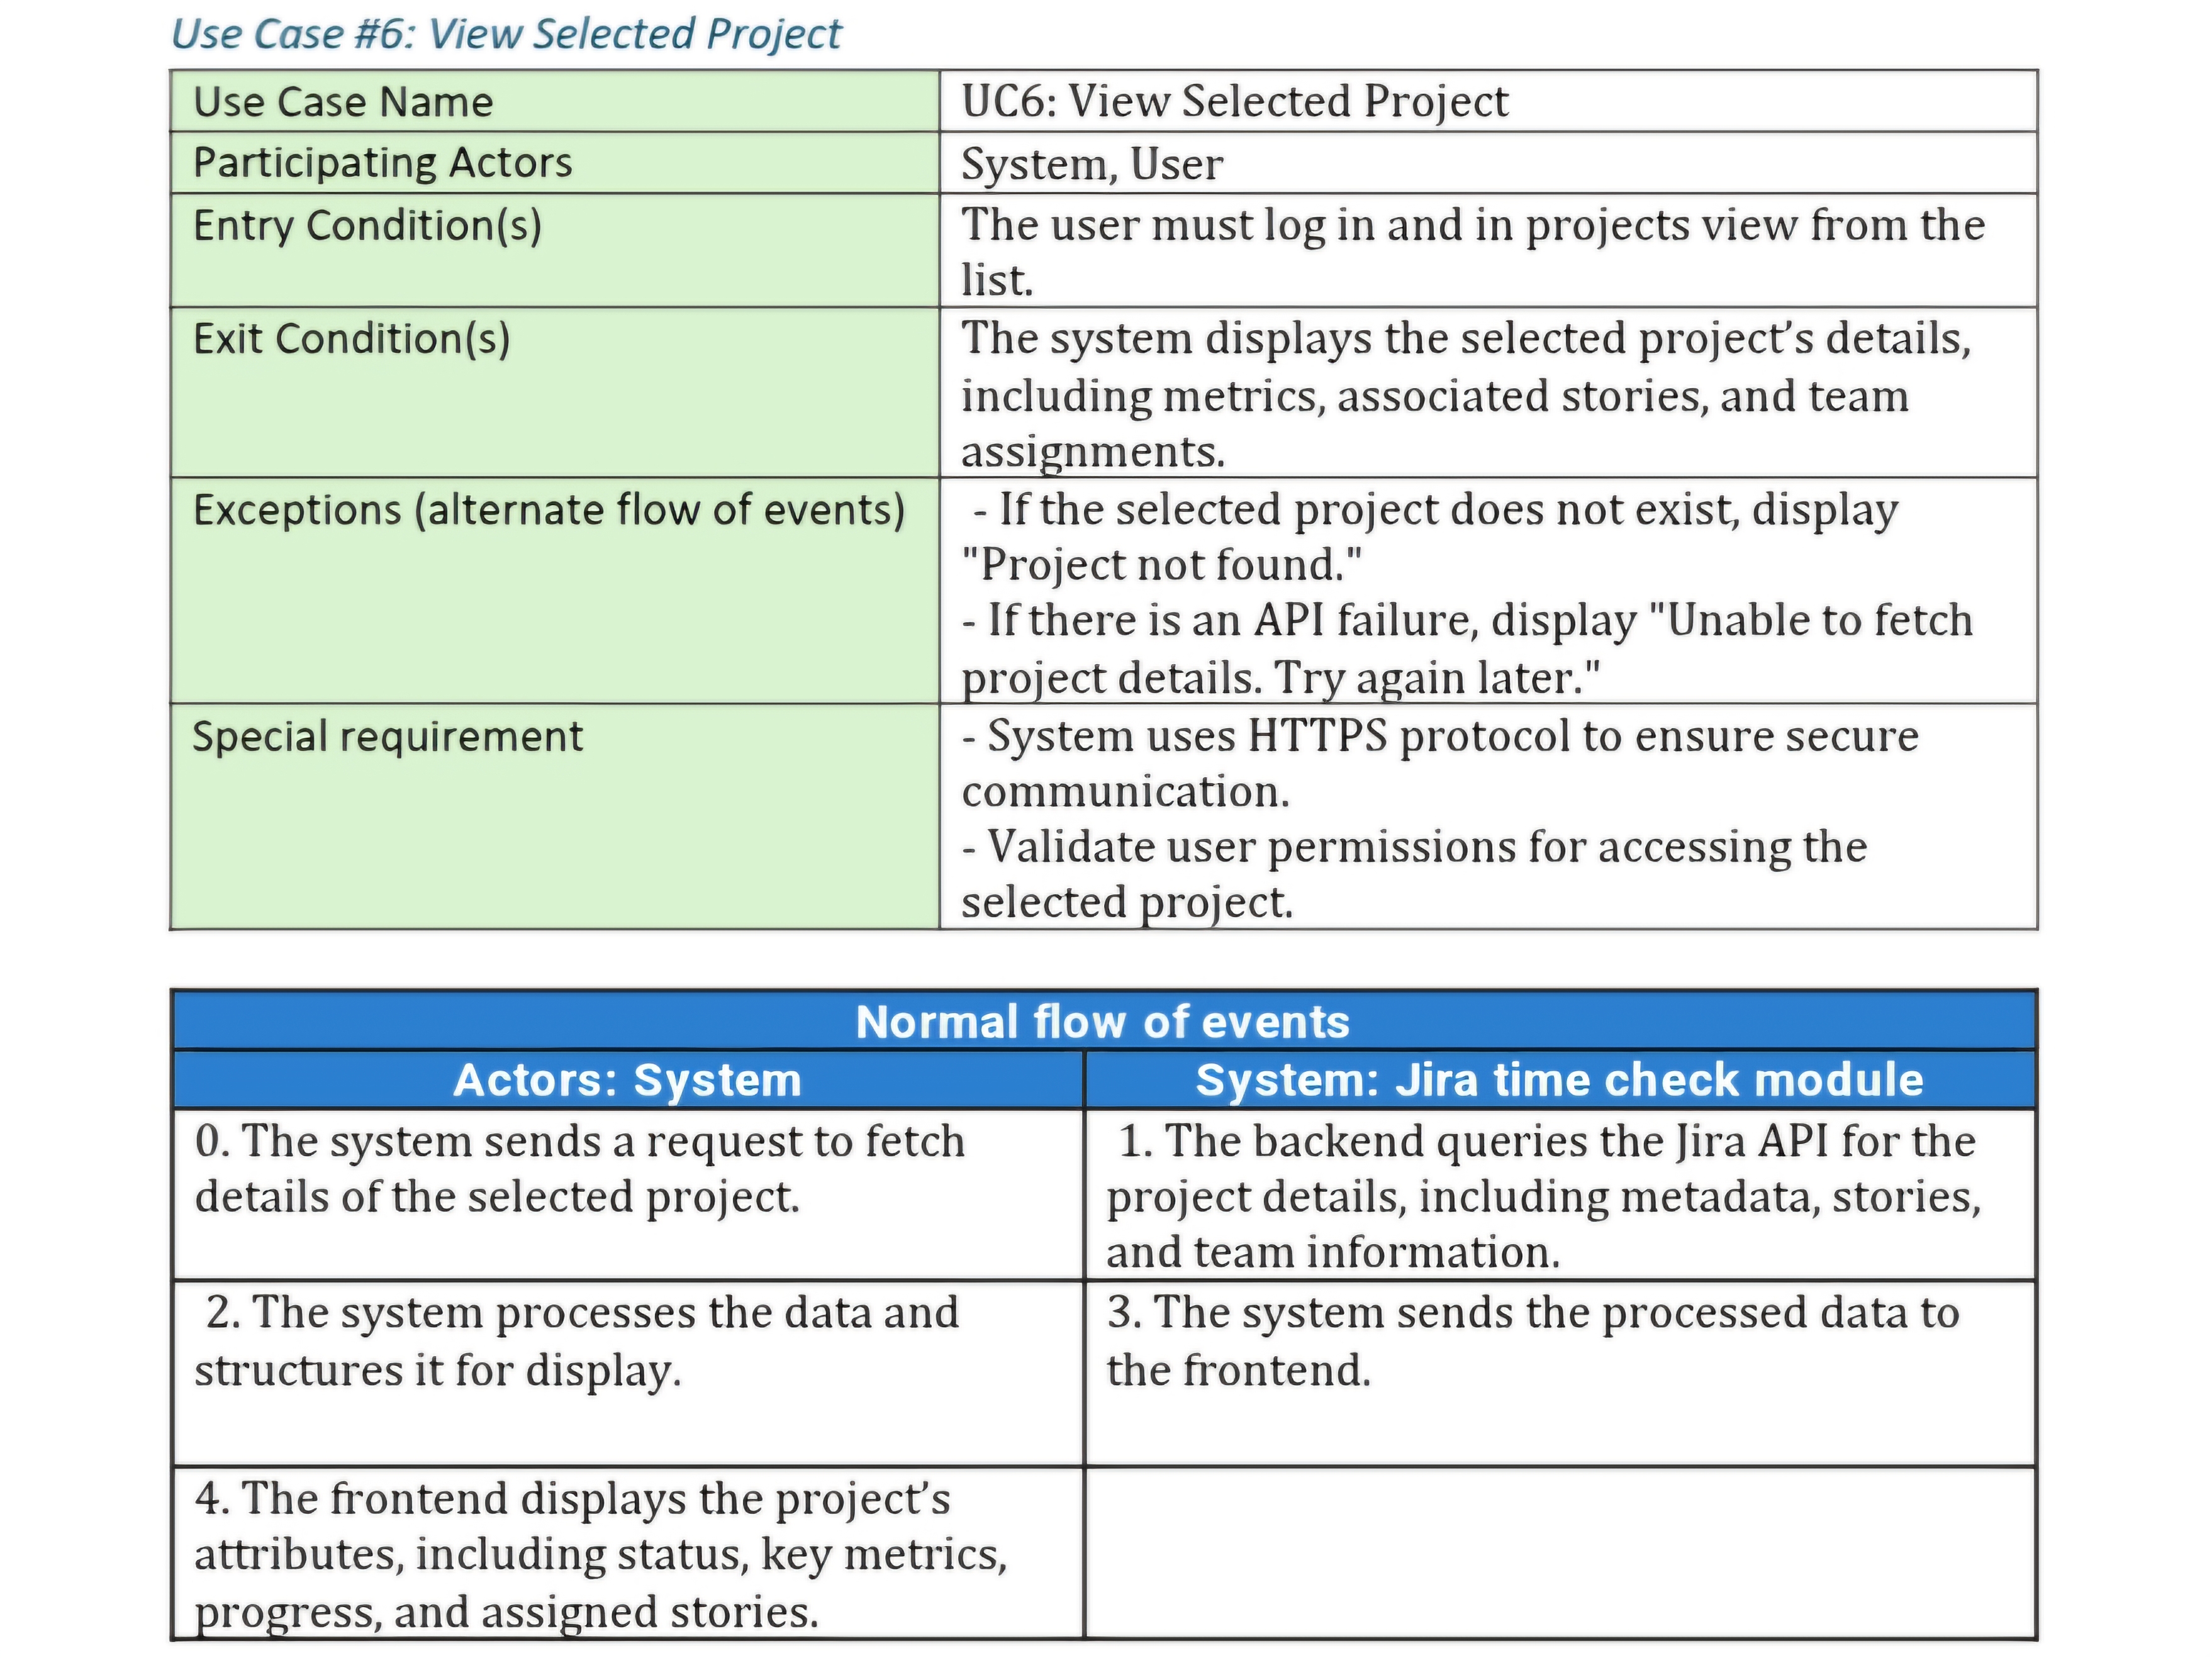 Use Case #6: View Selected Project
Use Case Name
UC6: View Selected Project
Participating Actors
System, User
Entry Condition(s)
The user must log in and in projects view from the
list.
Exit Condition(s)
The system displays the selected project’s details,
including metrics, associated stories, and team
assignments.
Exceptions (alternate flow of events)
- If the selected project does not exist, display
"Project not found."
- If there is an API failure, display "Unable to fetch
project details. Try again later."
Special requirement
- System uses HTTPS protocol to ensure secure
communication.
- Validate user permissions for accessing the
selected project.
Normal flow of events
Actors: System
System: Jira time check module
0. The system sends a request to fetch
details of the selected project.
1. The backend queries the Jira API for the
project details, including metadata, stories,
and team information.
2. The system processes the data and
structures it for display.
3. The system sends the processed data to
the frontend.
4. The frontend displays the project’s
attributes, including status, key metrics,
progress, and assigned stories.